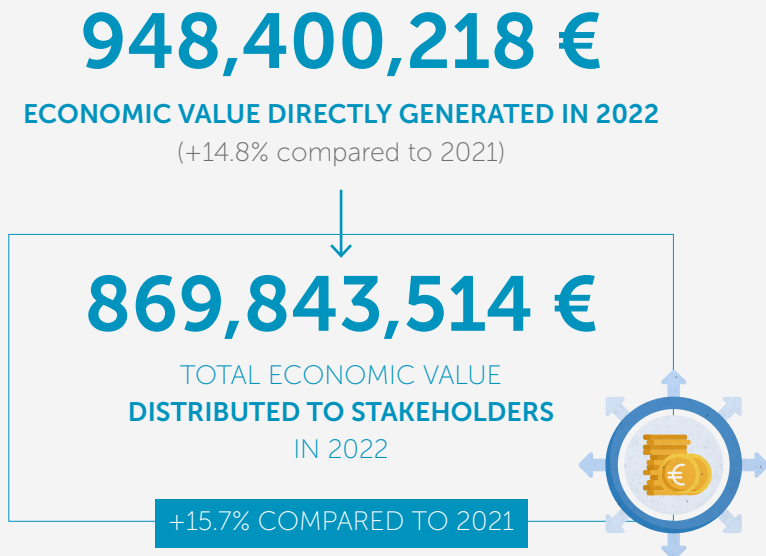 948,400,218 €
ECONOMIC VALUE DIRECTLY GENERATED IN 2022
(+14.8% compared to 2021)
869,843,514 €
TOTAL ECONOMIC VALUE
DISTRIBUTED TO STAKEHOLDERS
IN 2022
€
+15.7% COMPARED TO 2021